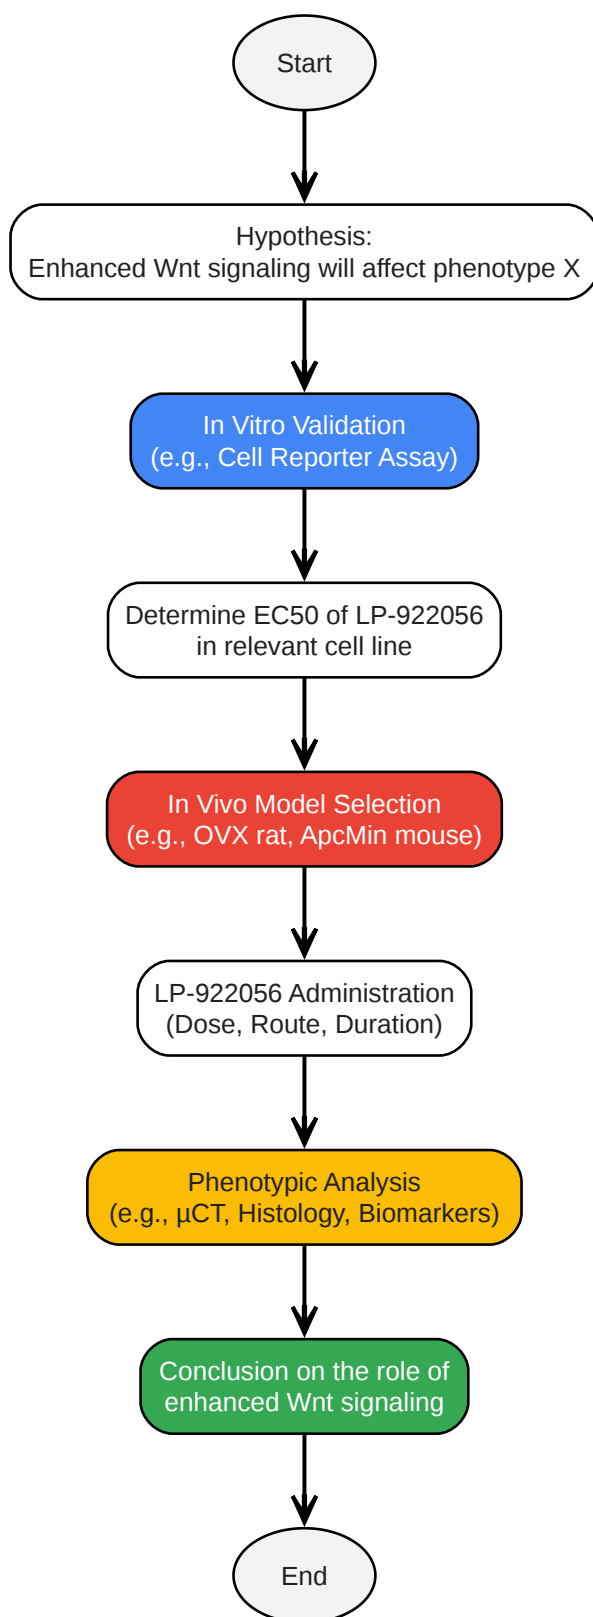 Start
Hypothesis:
Enhanced Wnt signaling will affect phenotype X
In Vitro Validation
(e.g., Cell Reporter Assay)
Determine EC50 of LP-922056
in relevant cell line
In Vivo Model Selection
(e.g., OVX rat, ApcMin mouse)
LP-922056 Administration
(Dose, Route, Duration)
Phenotypic Analysis
(e.g., µCT, Histology, Biomarkers)
Conclusion on the role of
enhanced Wnt signaling
End